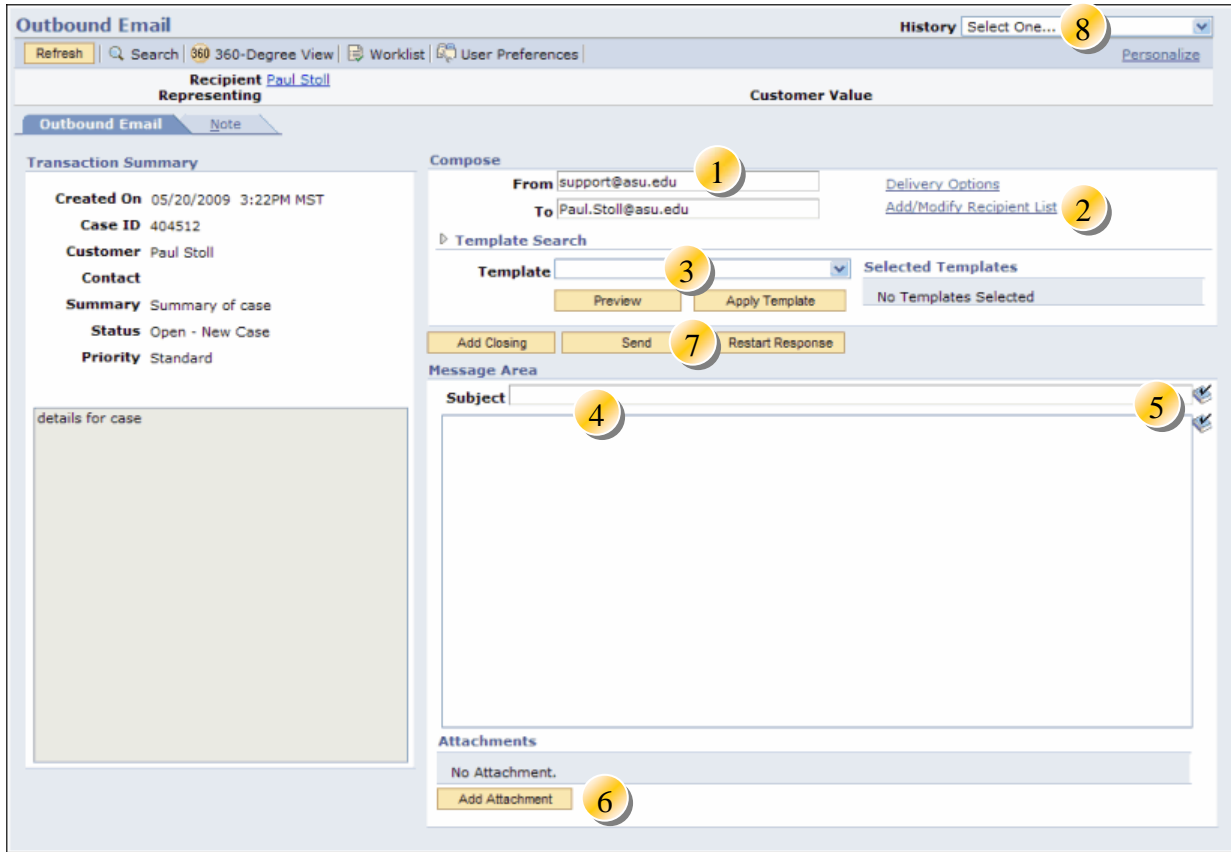 Outbound Email
History Select One... 8
Refresh Search 360 360-Degree View Worklist User Preferences Personalize
Recipient Paul Stoll
Representing Customer Value
Outbound Email Note
Transaction Summary
Created On 05/20/2009 3:22PM MST
Case ID 404512
Customer Paul Stoll
Contact
Summary Summary of case
Status Open - New Case
Priority Standard
details for case
Compose
From support@asu.edu 1 Delivery Options
To Paul.Stoll@asu.edu Add/Modify Recipient List 2
Template Search
Template 3 Selected Templates
Preview Apply Template No Templates Selected
Add Closing Send 7 Restart Response
Message Area
Subject 4 5
Attachments
No Attachment.
Add Attachment 6